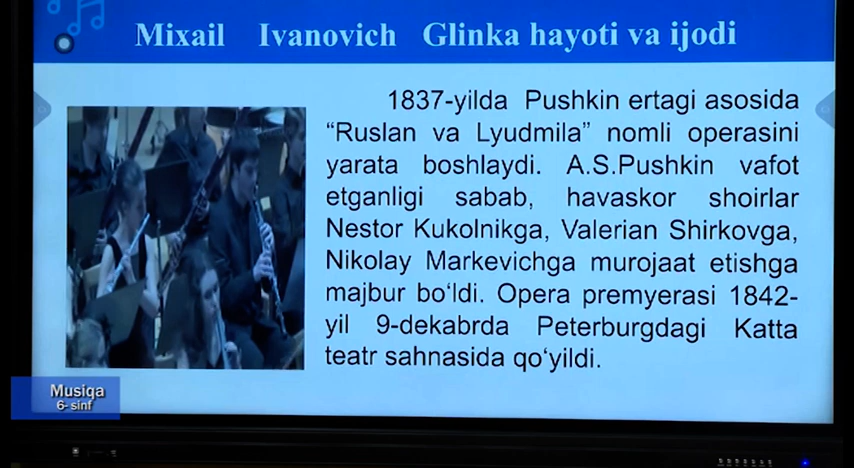 Mixail Ivanovich Glinka hayoti va ijodi
1837-yilda Pushkin ertagi asosida
“Ruslan va Lyudmila” nomli operasini
yarata boshlaydi. A.S.Pushkin vafot
etganligi sabab, havaskor shoirlar
Nestor Kukolnikga, Valerian Shirkovga,
Nikolay Markevichga murojaat etishga
majbur bo‘ldi. Opera premyerasi 1842-
yil 9-dekabrda Peterburgdagi Katta
teatr sahnasida qo‘yildi.
Musiqa
6- sinf